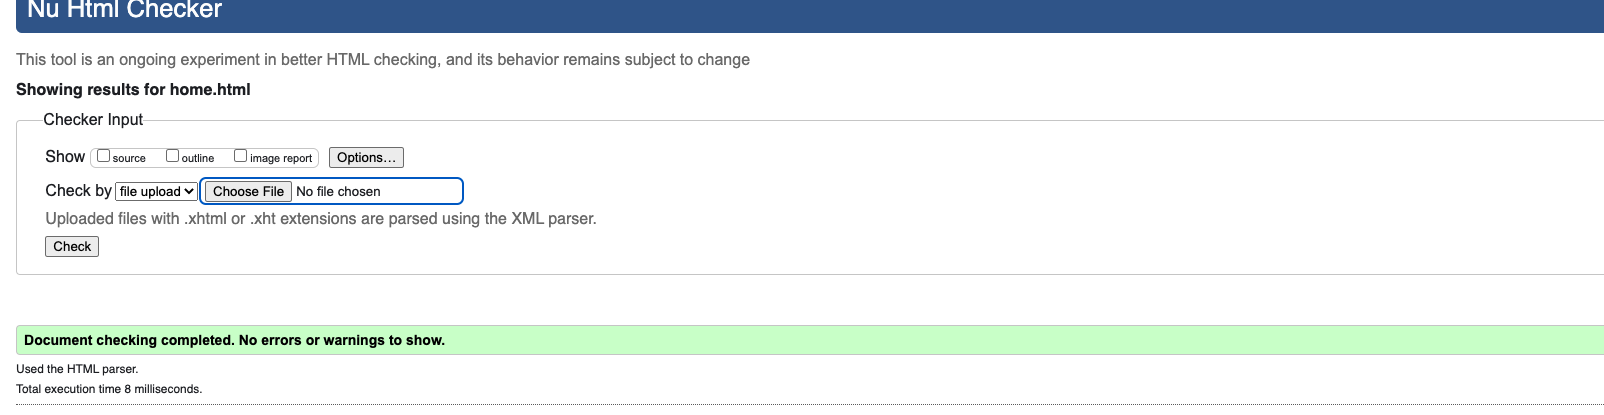 Nu Html Checker
This tool is an ongoing experiment in better HTML checking, and its behavior remains subject to change
Showing results for home.html
Checker Input
Show source outline image report Options...
Check by file upload Choose File No file chosen
Uploaded files with .xhtml or .xht extensions are parsed using the XML parser.
Check
Document checking completed. No errors or warnings to show.
Used the HTML parser.
Total execution time 8 milliseconds.